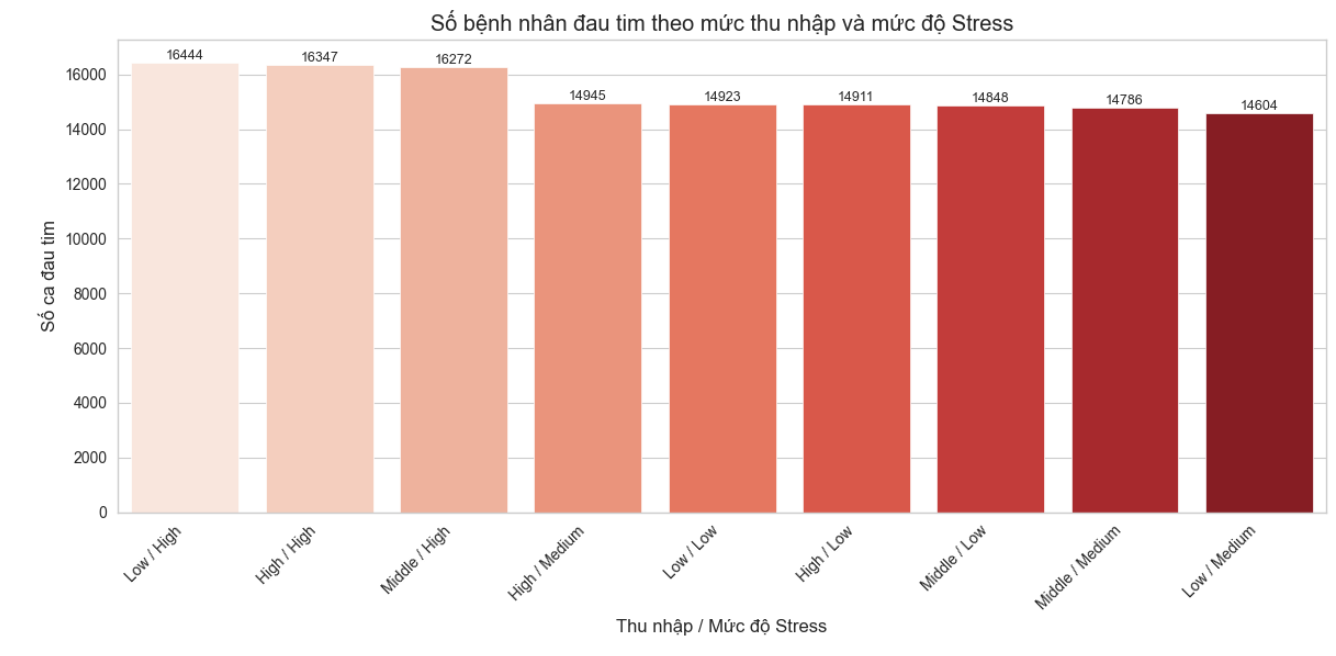 Số bệnh nhân đau tim theo mức thu nhập và mức độ Stress
16444
16347
16272
14945
14923
14911
14848
14786
14604
Số ca đau tim
16000
14000
12000
10000
8000
6000
4000
2000
0
Low / High
High / High
Middle / High
High / Medium
Low / Low
High / Low
Middle / Low
Middle / Medium
Low / Medium
Thu nhập / Mức độ Stress